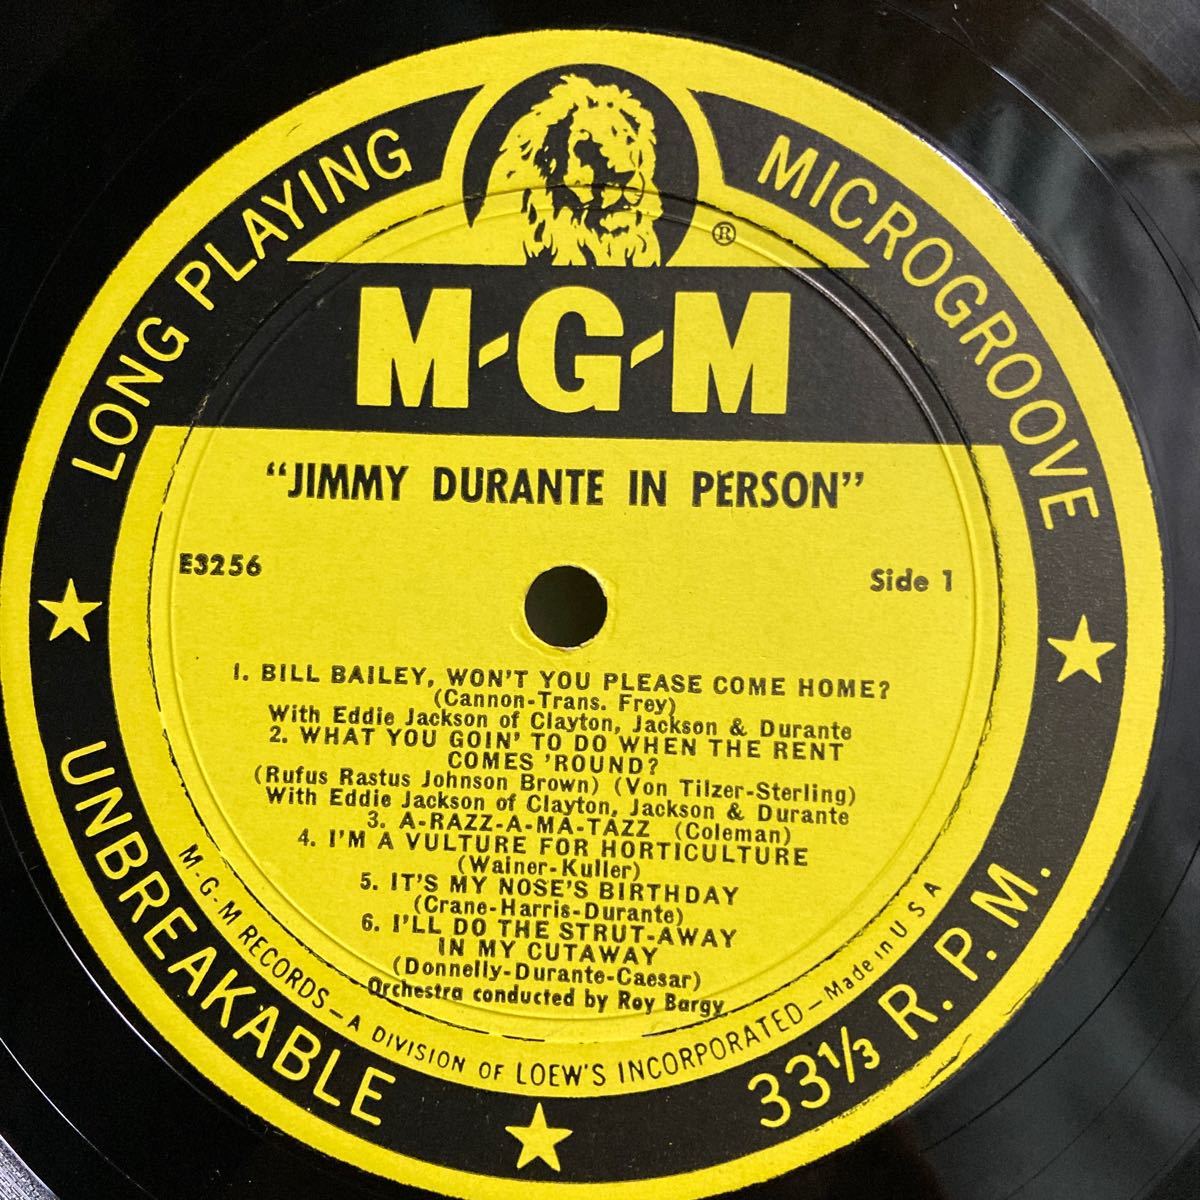 LONG PLAYING
MICROGROOVE
®
M-G-M
"JIMMY DURANTE IN PERSON"
E3256
Side 1
1. BILL BAILEY, WON'T YOU PLEASE COME HOME?
(Cannon-Trans. Frey)
With Eddie Jackson of Clayton, Jackson & Durante
2. WHAT YOU GOIN' TO DO WHEN THE RENT
COMES 'ROUND?
(Rufus Rastus Johnson Brown) (Von Tilzer-Sterling)
With Eddie Jackson of Clayton, Jackson & Durante
3. A-RAZZ-A-MA-TAZZ (Coleman)
4. I'M A VULTURE FOR HORTICULTURE
(Wainer-Kuller)
5. IT'S MY NOSE'S BIRTHDAY
(Crane-Harris-Durante)
6. I'LL DO THE STRUT-AWAY
IN MY CUTAWAY
(Donnelly-Durante-Caesar)
Orchestra conducted by Roy Bargy
M-G-M RECORDS—A DIVISION OF LOEW'S INCORPORATED—Made in U S A
UNBREAKABLE
33⅓ R. P. M.